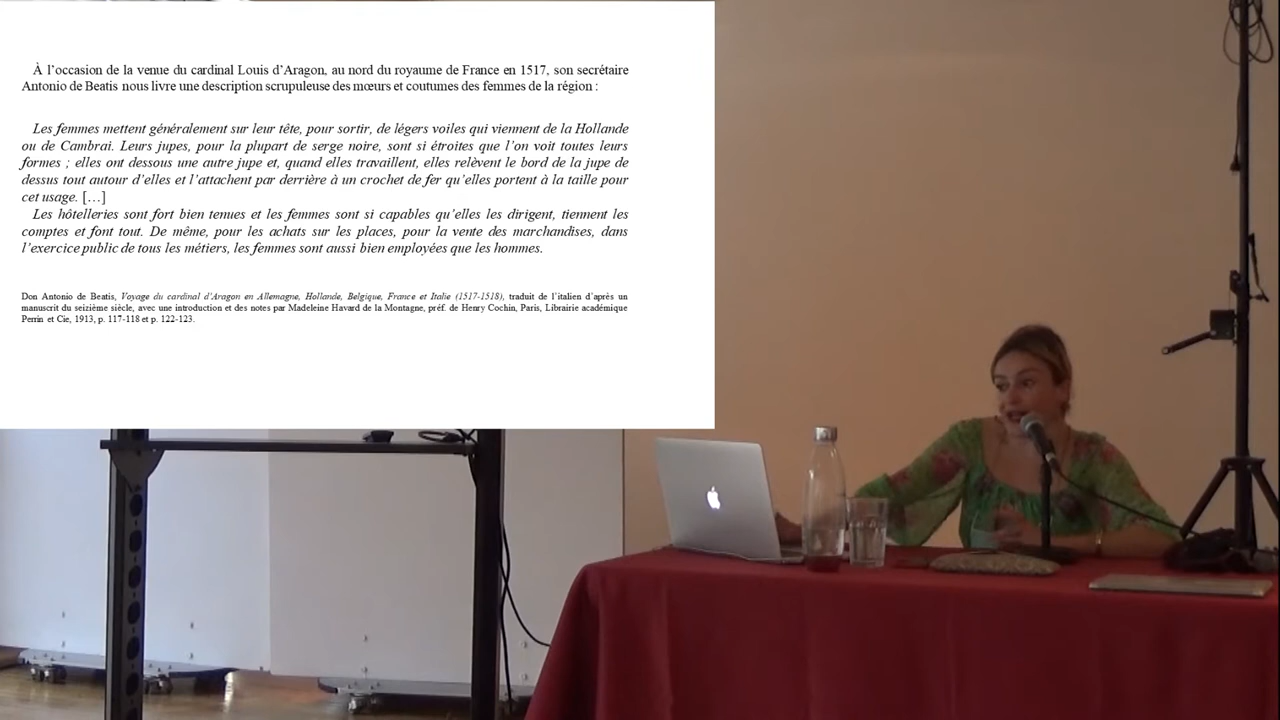 À l’occasion de la venue du cardinal Louis d’Aragon, au nord du royaume de France en 1517, son secrétaire
Antonio de Beatis nous livre une description scrupuleuse des mœurs et coutumes des femmes de la région :
Les femmes mettent généralement sur leur tête, pour sortir, de légers voiles qui viennent de la Hollande
ou de Cambrai. Leurs jupes, pour la plupart de serge noire, sont si étroites que l’on voit toutes leurs
formes ; elles ont dessous une autre jupe et, quand elles travaillent, elles relèvent le bord de la jupe de
dessus tout autour d’elles et l’attachent par derrière à un crochet de fer qu’elles portent à la taille pour
cet usage. […]
Les hôtelleries sont fort bien tenues et les femmes sont si capables qu’elles les dirigent, tiennent les
comptes et font tout. De même, pour les achats sur les places, pour la vente des marchandises, dans
l’exercice public de tous les métiers, les femmes sont aussi bien employées que les hommes.
Don Antonio de Beatis, Voyage du cardinal d’Aragon en Allemagne, Hollande, Belgique, France et Italie (1517-1518), traduit de l’italien d’après un
manuscrit du seizième siècle, avec une introduction et des notes par Madeleine Havard de la Montagne, préf. de Henry Cochin, Paris, Librairie académique
Perrin et Cie, 1913, p. 117-118 et p. 122-123.